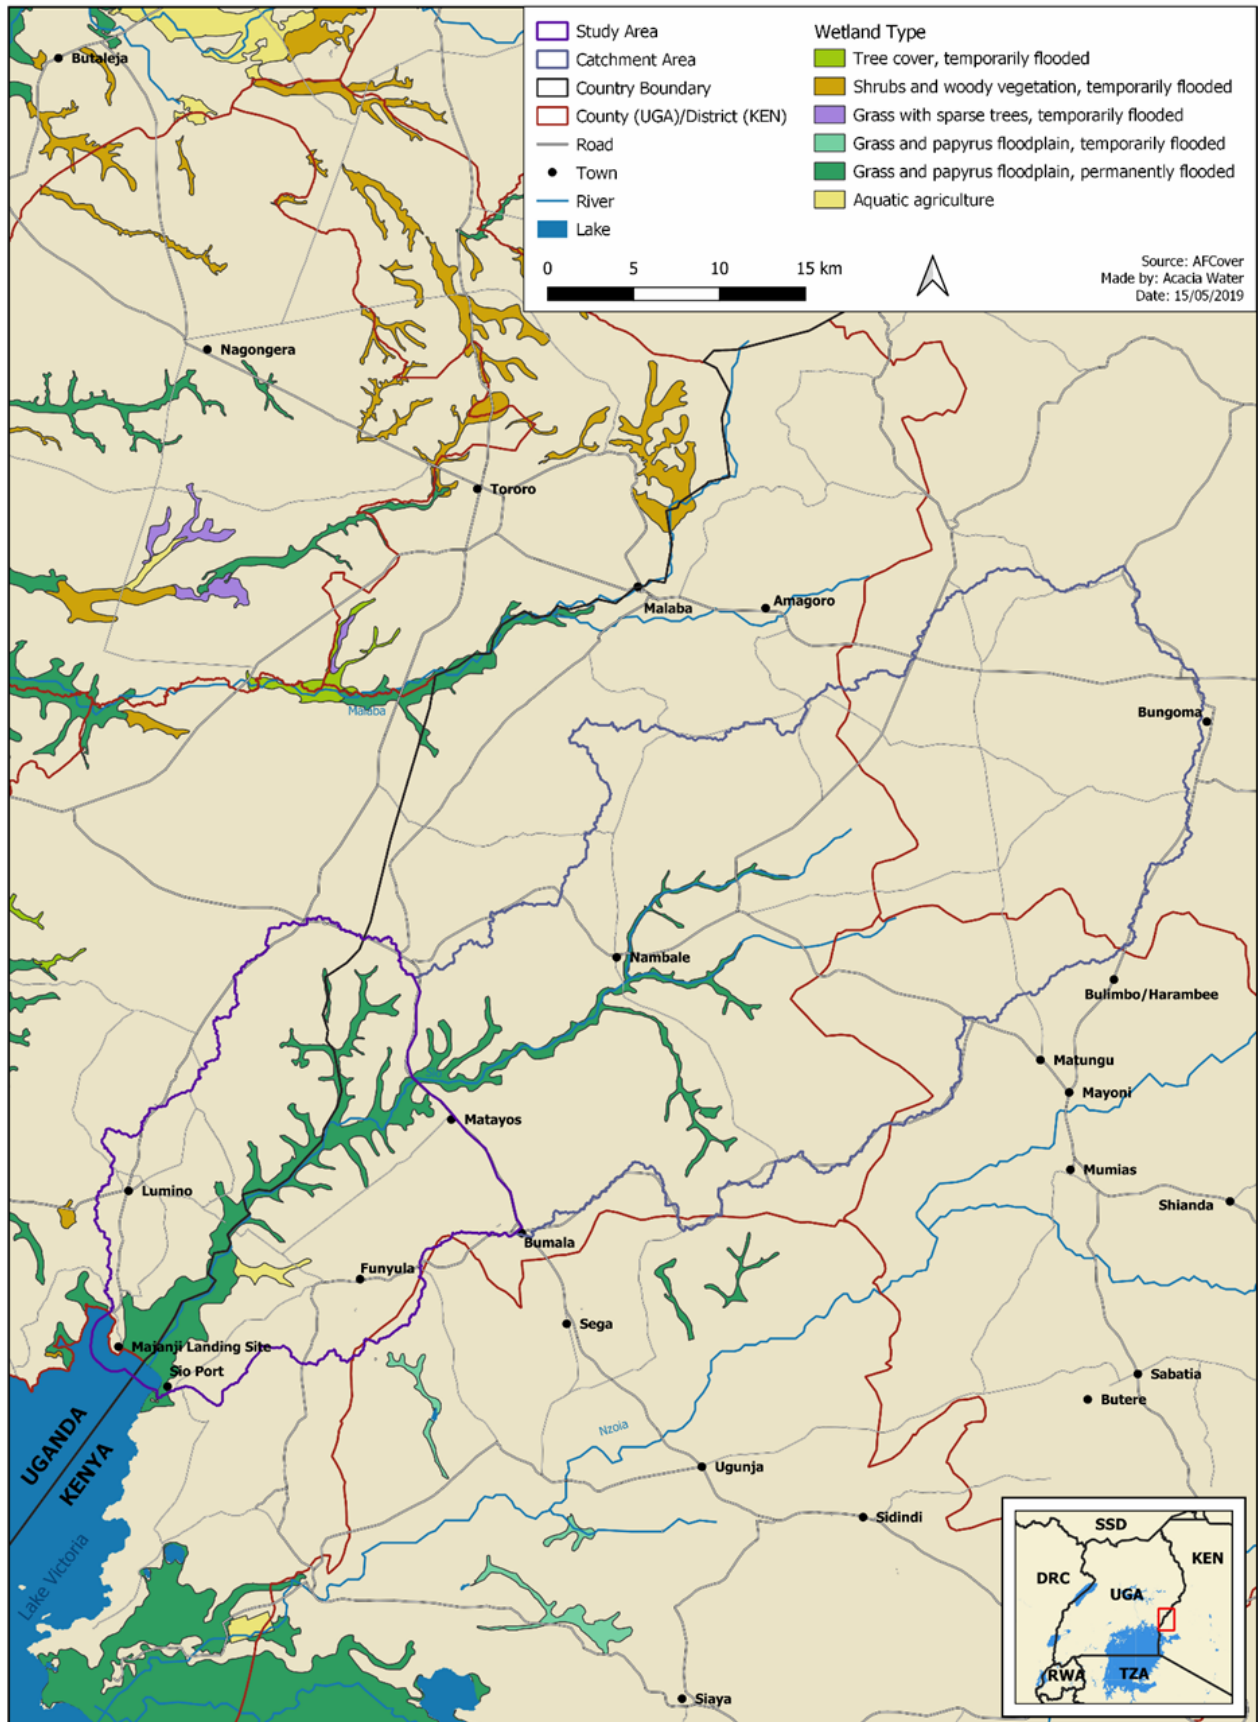 Study Area
Catchment Area
Country Boundary
County (UGA)/District (KEN)
Road
Town
River
Lake
Wetland Type
Tree cover, temporarily flooded
Shrubs and woody vegetation, temporarily flooded
Grass with sparse trees, temporarily flooded
Grass and papyrus floodplain, temporarily flooded
Grass and papyrus floodplain, permanently flooded
Aquatic agriculture
0 5 10 15 km
Source: AFCover
Made by: Acacia Water
Date: 15/05/2019
Butaleja
Nagongera
Tororo
Malaba
Amagoro
Malaba
Bungoma
Nambale
Bulimbo/Harambee
Matungu
Mayoni
Matayos
Mumias
Lumino
Shianda
Bumala
Funyula
Sega
Majanji Landing Site
Sio Port
Sabatia
Butere
UGANDA
KENYA
Nzoia
Ugunja
Sidindi
Lake Victoria
Siaya
SSD
KEN
DRC
UGA
RWA
TZA